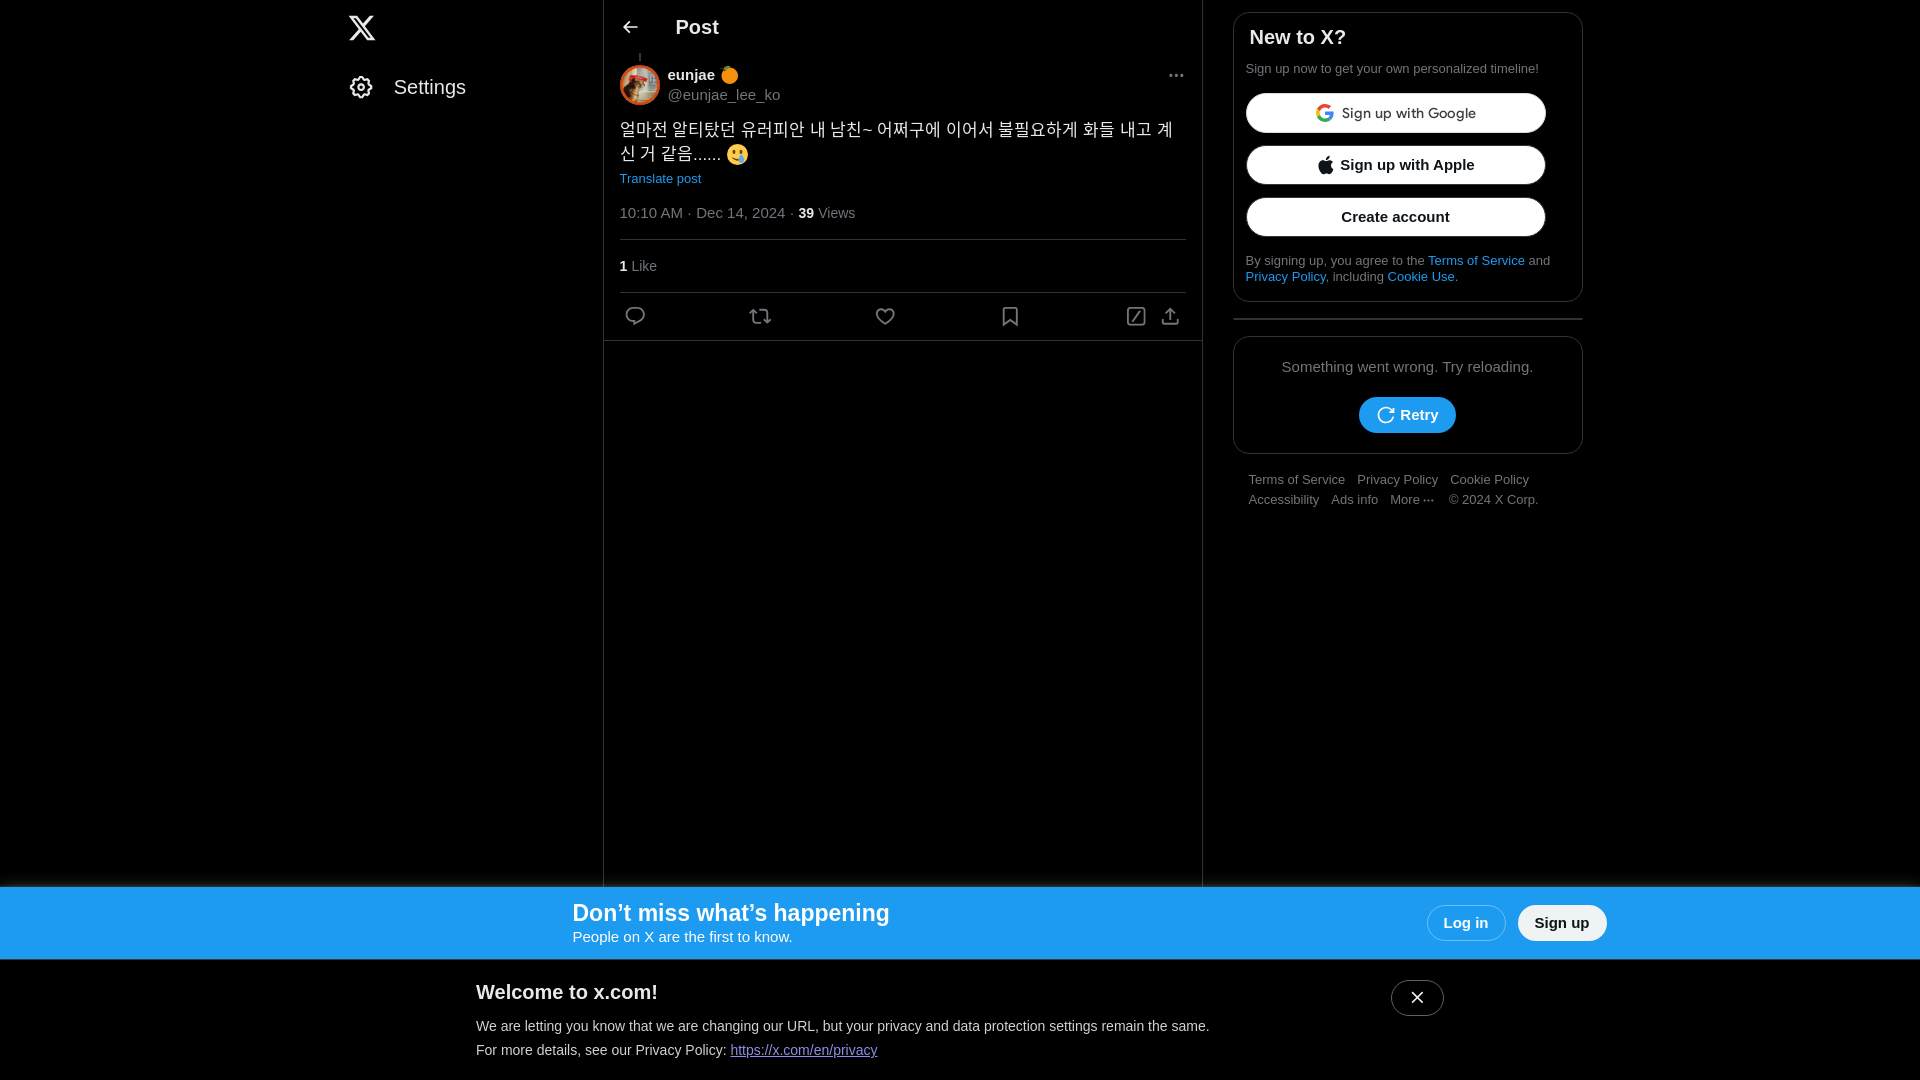 Settings
Post
eunjae 🍊
@eunjae_lee_ko
얼마전 알티탔던 유러피안 내 남친~ 어쩌구에 이어서 불필요하게 화들 내고 계
신 거 같음...... 🥲
Translate post
10:10 AM · Dec 14, 2024 · 39 Views
1 Like
New to X?
Sign up now to get your own personalized timeline!
Sign up with Google
Sign up with Apple
Create account
By signing up, you agree to the Terms of Service and
Privacy Policy, including Cookie Use.
Something went wrong. Try reloading.
Retry
Terms of Service Privacy Policy Cookie Policy
Accessibility Ads info More ··· © 2024 X Corp.
Don’t miss what’s happening
People on X are the first to know.
Log in
Sign up
Welcome to x.com!
We are letting you know that we are changing our URL, but your privacy and data protection settings remain the same.
For more details, see our Privacy Policy: https://x.com/en/privacy